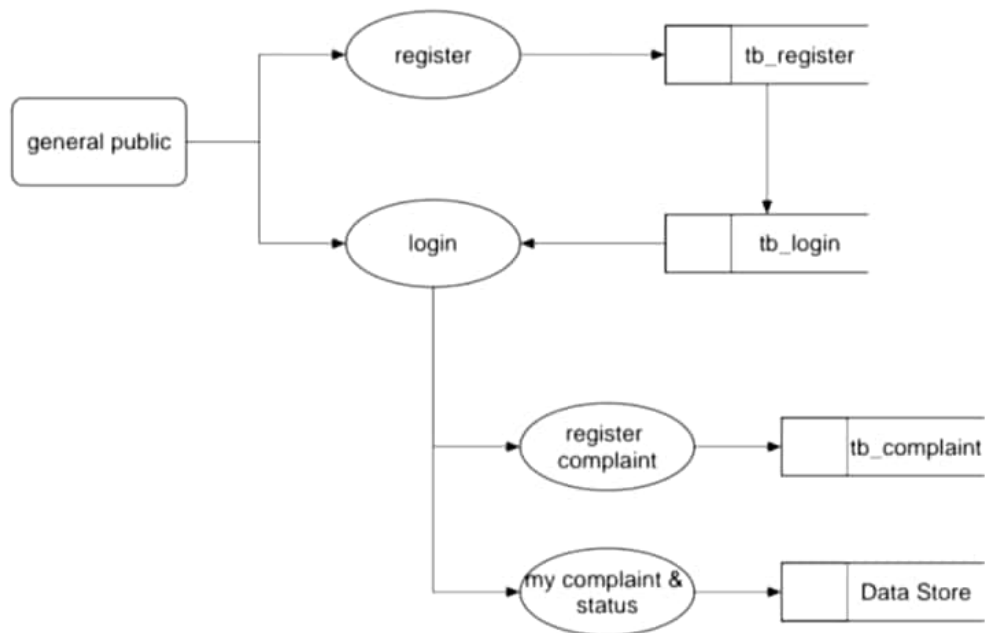 register
tb_register
general public
login
tb_login
register
complaint
tb_complaint
my complaint &
status
Data Store